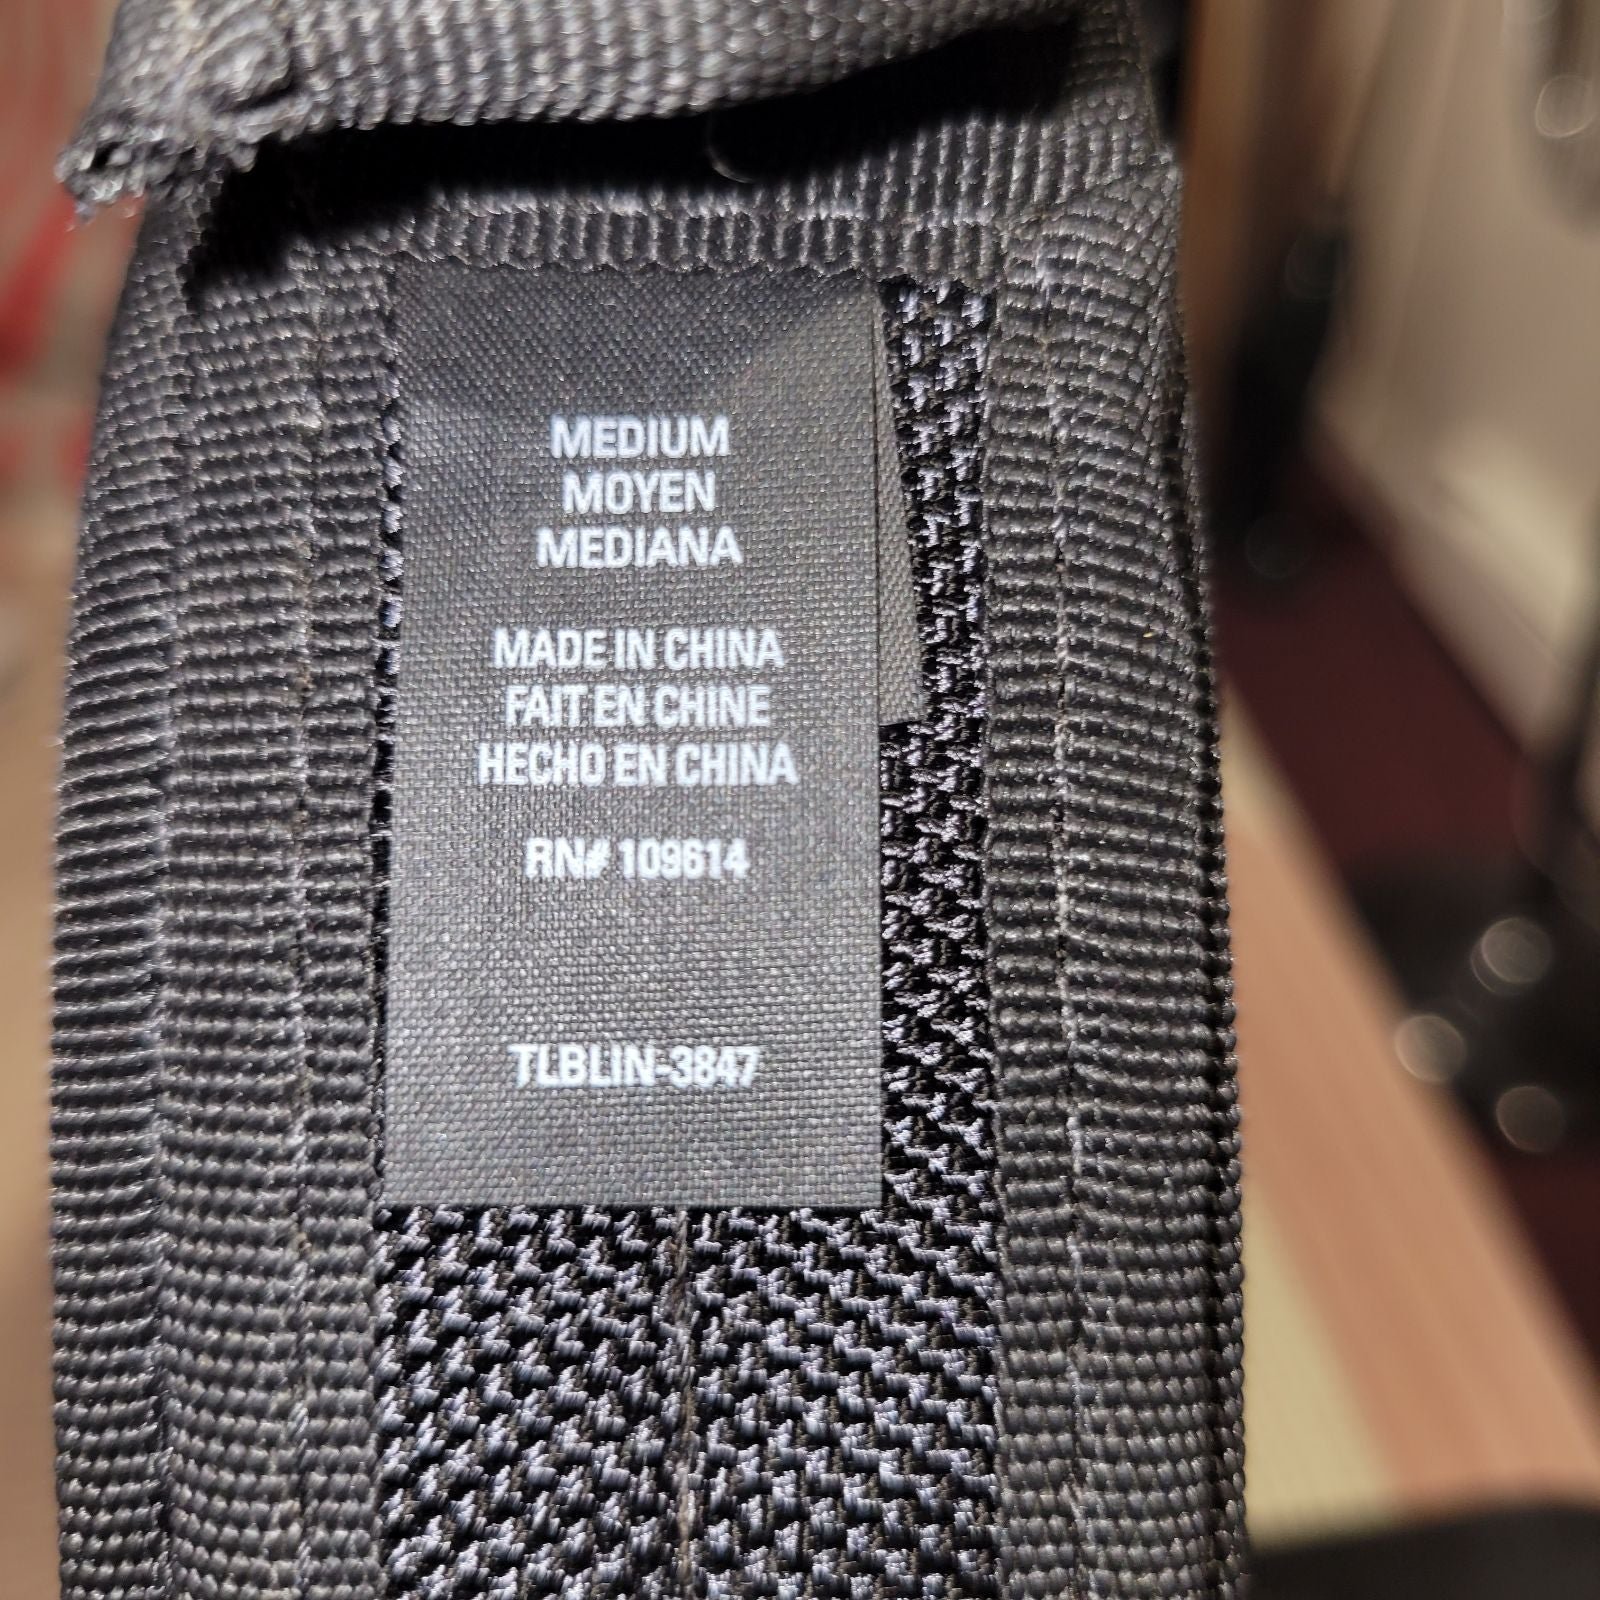 MEDIUM
MOYEN
MEDIANA
MADE IN CHINA
FAIT EN CHINE
HECHO EN CHINA
RN# 109614
TLBLIN-3847